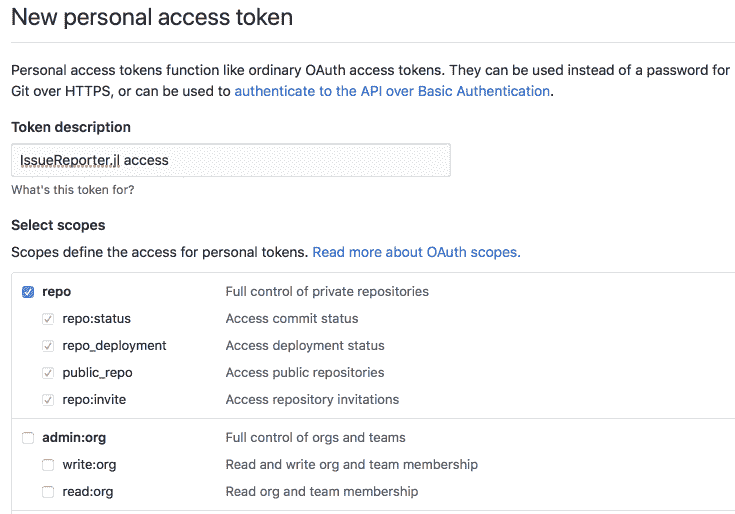 New personal access token
Personal access tokens function like ordinary OAuth access tokens. They can be used instead of a password for
Git over HTTPS, or can be used to authenticate to the API over Basic Authentication.
Token description
IssueReporter.jl access
What's this token for?
Select scopes
Scopes define the access for personal tokens. Read more about OAuth scopes.
repo Full control of private repositories
repo:status Access commit status
repo_deployment Access deployment status
public_repo Access public repositories
repo:invite Access repository invitations
admin:org Full control of orgs and teams
write:org Read and write org and team membership
read:org Read org and team membership